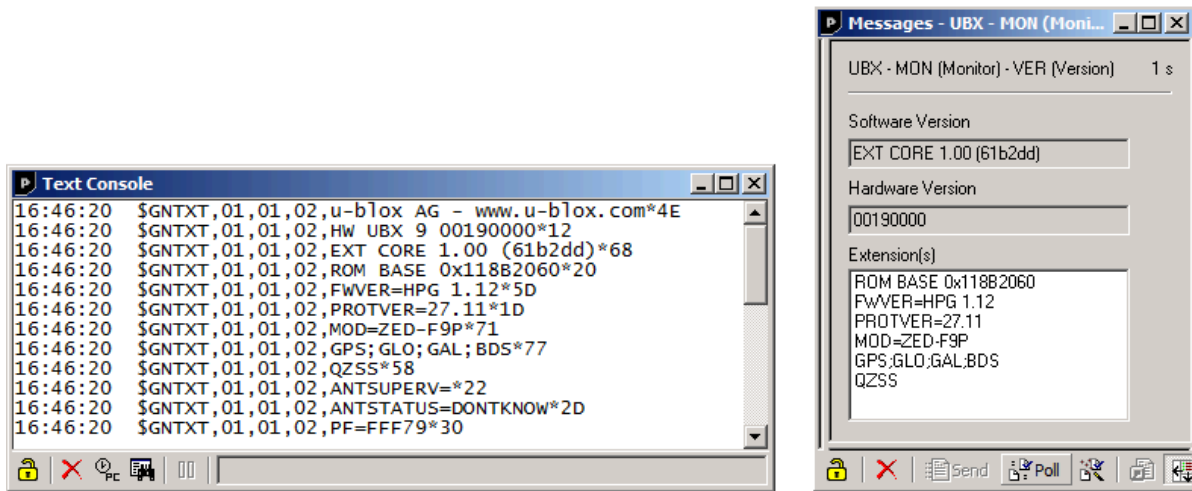 Text Console
16:46:20 $GNTXT,01,01,02,u-blox AG - www.u-blox.com*4E
16:46:20 $GNTXT,01,01,02,HW UBX 9 00190000*12
16:46:20 $GNTXT,01,01,02,EXT CORE 1.00 (61b2dd)*68
16:46:20 $GNTXT,01,01,02,ROM BASE 0x118B2060*20
16:46:20 $GNTXT,01,01,02,FWVER=HPG 1.12*5D
16:46:20 $GNTXT,01,01,02,PROTVER=27.11*1D
16:46:20 $GNTXT,01,01,02,MOD=ZED-F9P*71
16:46:20 $GNTXT,01,01,02,GPS;GLO;GAL;BDS*77
16:46:20 $GNTXT,01,01,02,QZSS*58
16:46:20 $GNTXT,01,01,02,ANTSUPERV=*22
16:46:20 $GNTXT,01,01,02,ANTSTATUS=DONTKNOW*2D
16:46:20 $GNTXT,01,01,02,PF=FFF79*30
PC
Messages - UBX - MON (Moni...
UBX - MON (Monitor) - VER (Version) 1 s
Software Version
EXT CORE 1.00 (61b2dd)
Hardware Version
00190000
Extension(s)
ROM BASE 0x118B2060
FWVER=HPG 1.12
PROTVER=27.11
MOD=ZED-F9P
GPS;GLO;GAL;BDS
QZSS
Send Poll